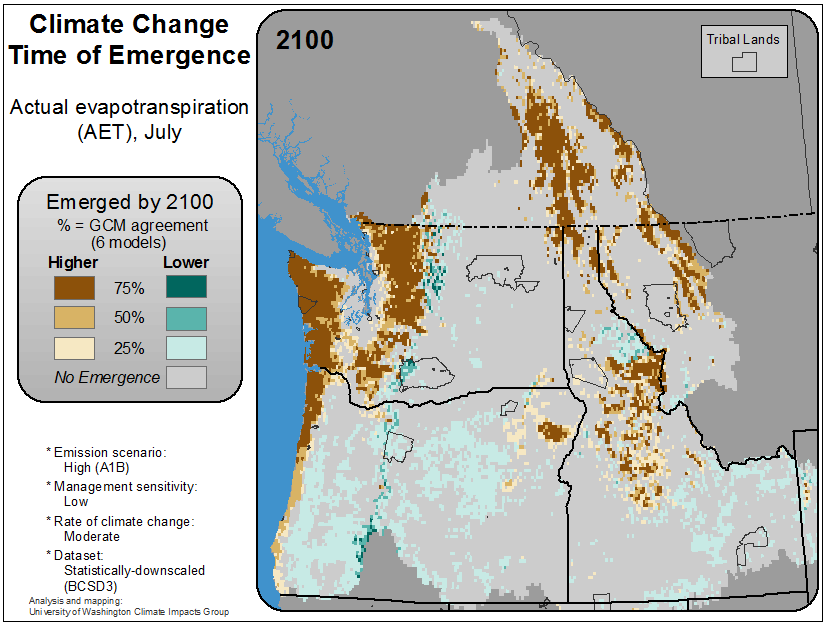 Climate Change
Time of Emergence
Actual evapotranspiration
(AET), July
Emerged by 2100
% = GCM agreement
(6 models)
Higher Lower
75%
50%
25%
No Emergence
* Emission scenario:
High (A1B)
* Management sensitivity:
Low
* Rate of climate change:
Moderate
* Dataset:
Statistically-downscaled
(BCSD3)
Analysis and mapping:
University of Washington Climate Impacts Group
2100
Tribal Lands